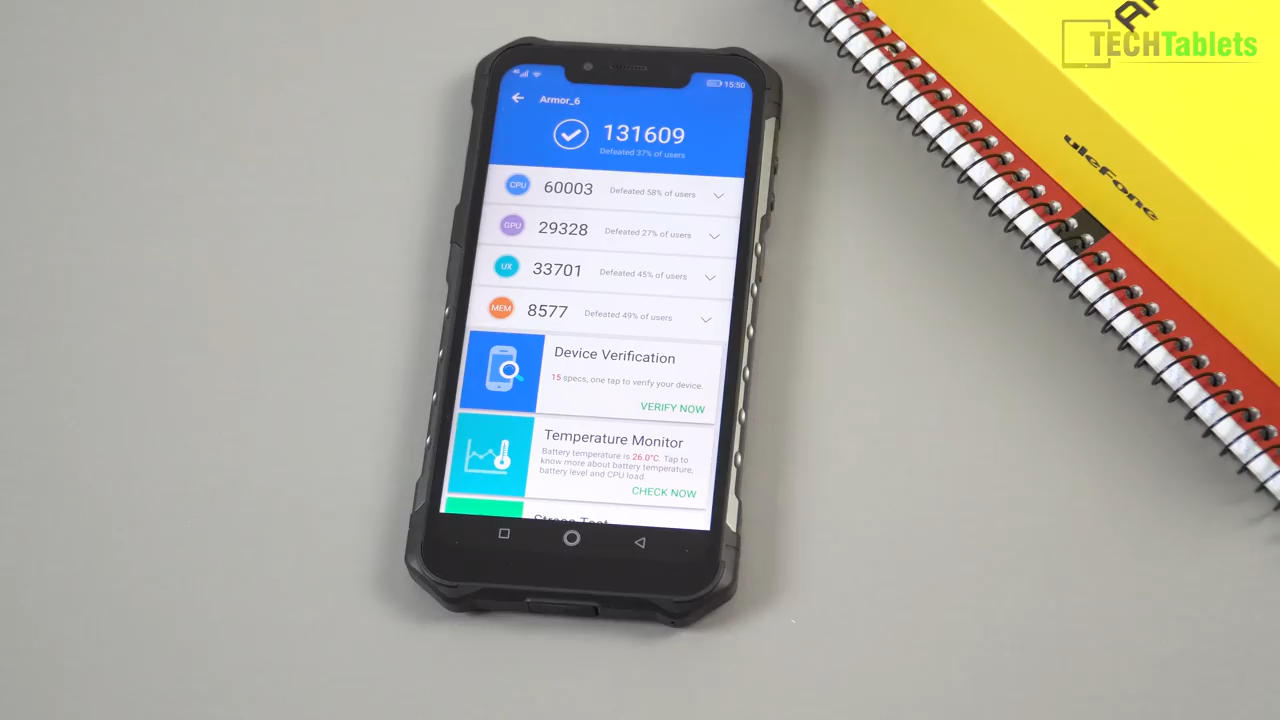 TECHTablets
uleFone
4G
15:50
Armor_6
131609
Defeated 37% of users
CPU 60003 Defeated 58% of users
GPU 29328 Defeated 27% of users
UX 33701 Defeated 45% of users
MEM 8577 Defeated 49% of users
Device Verification
15 specs, one tap to verify your device.
VERIFY NOW
Temperature Monitor
Battery temperature is 26.0°C. Tap to
know more about battery temperature,
battery level and CPU load.
CHECK NOW
Stress Test